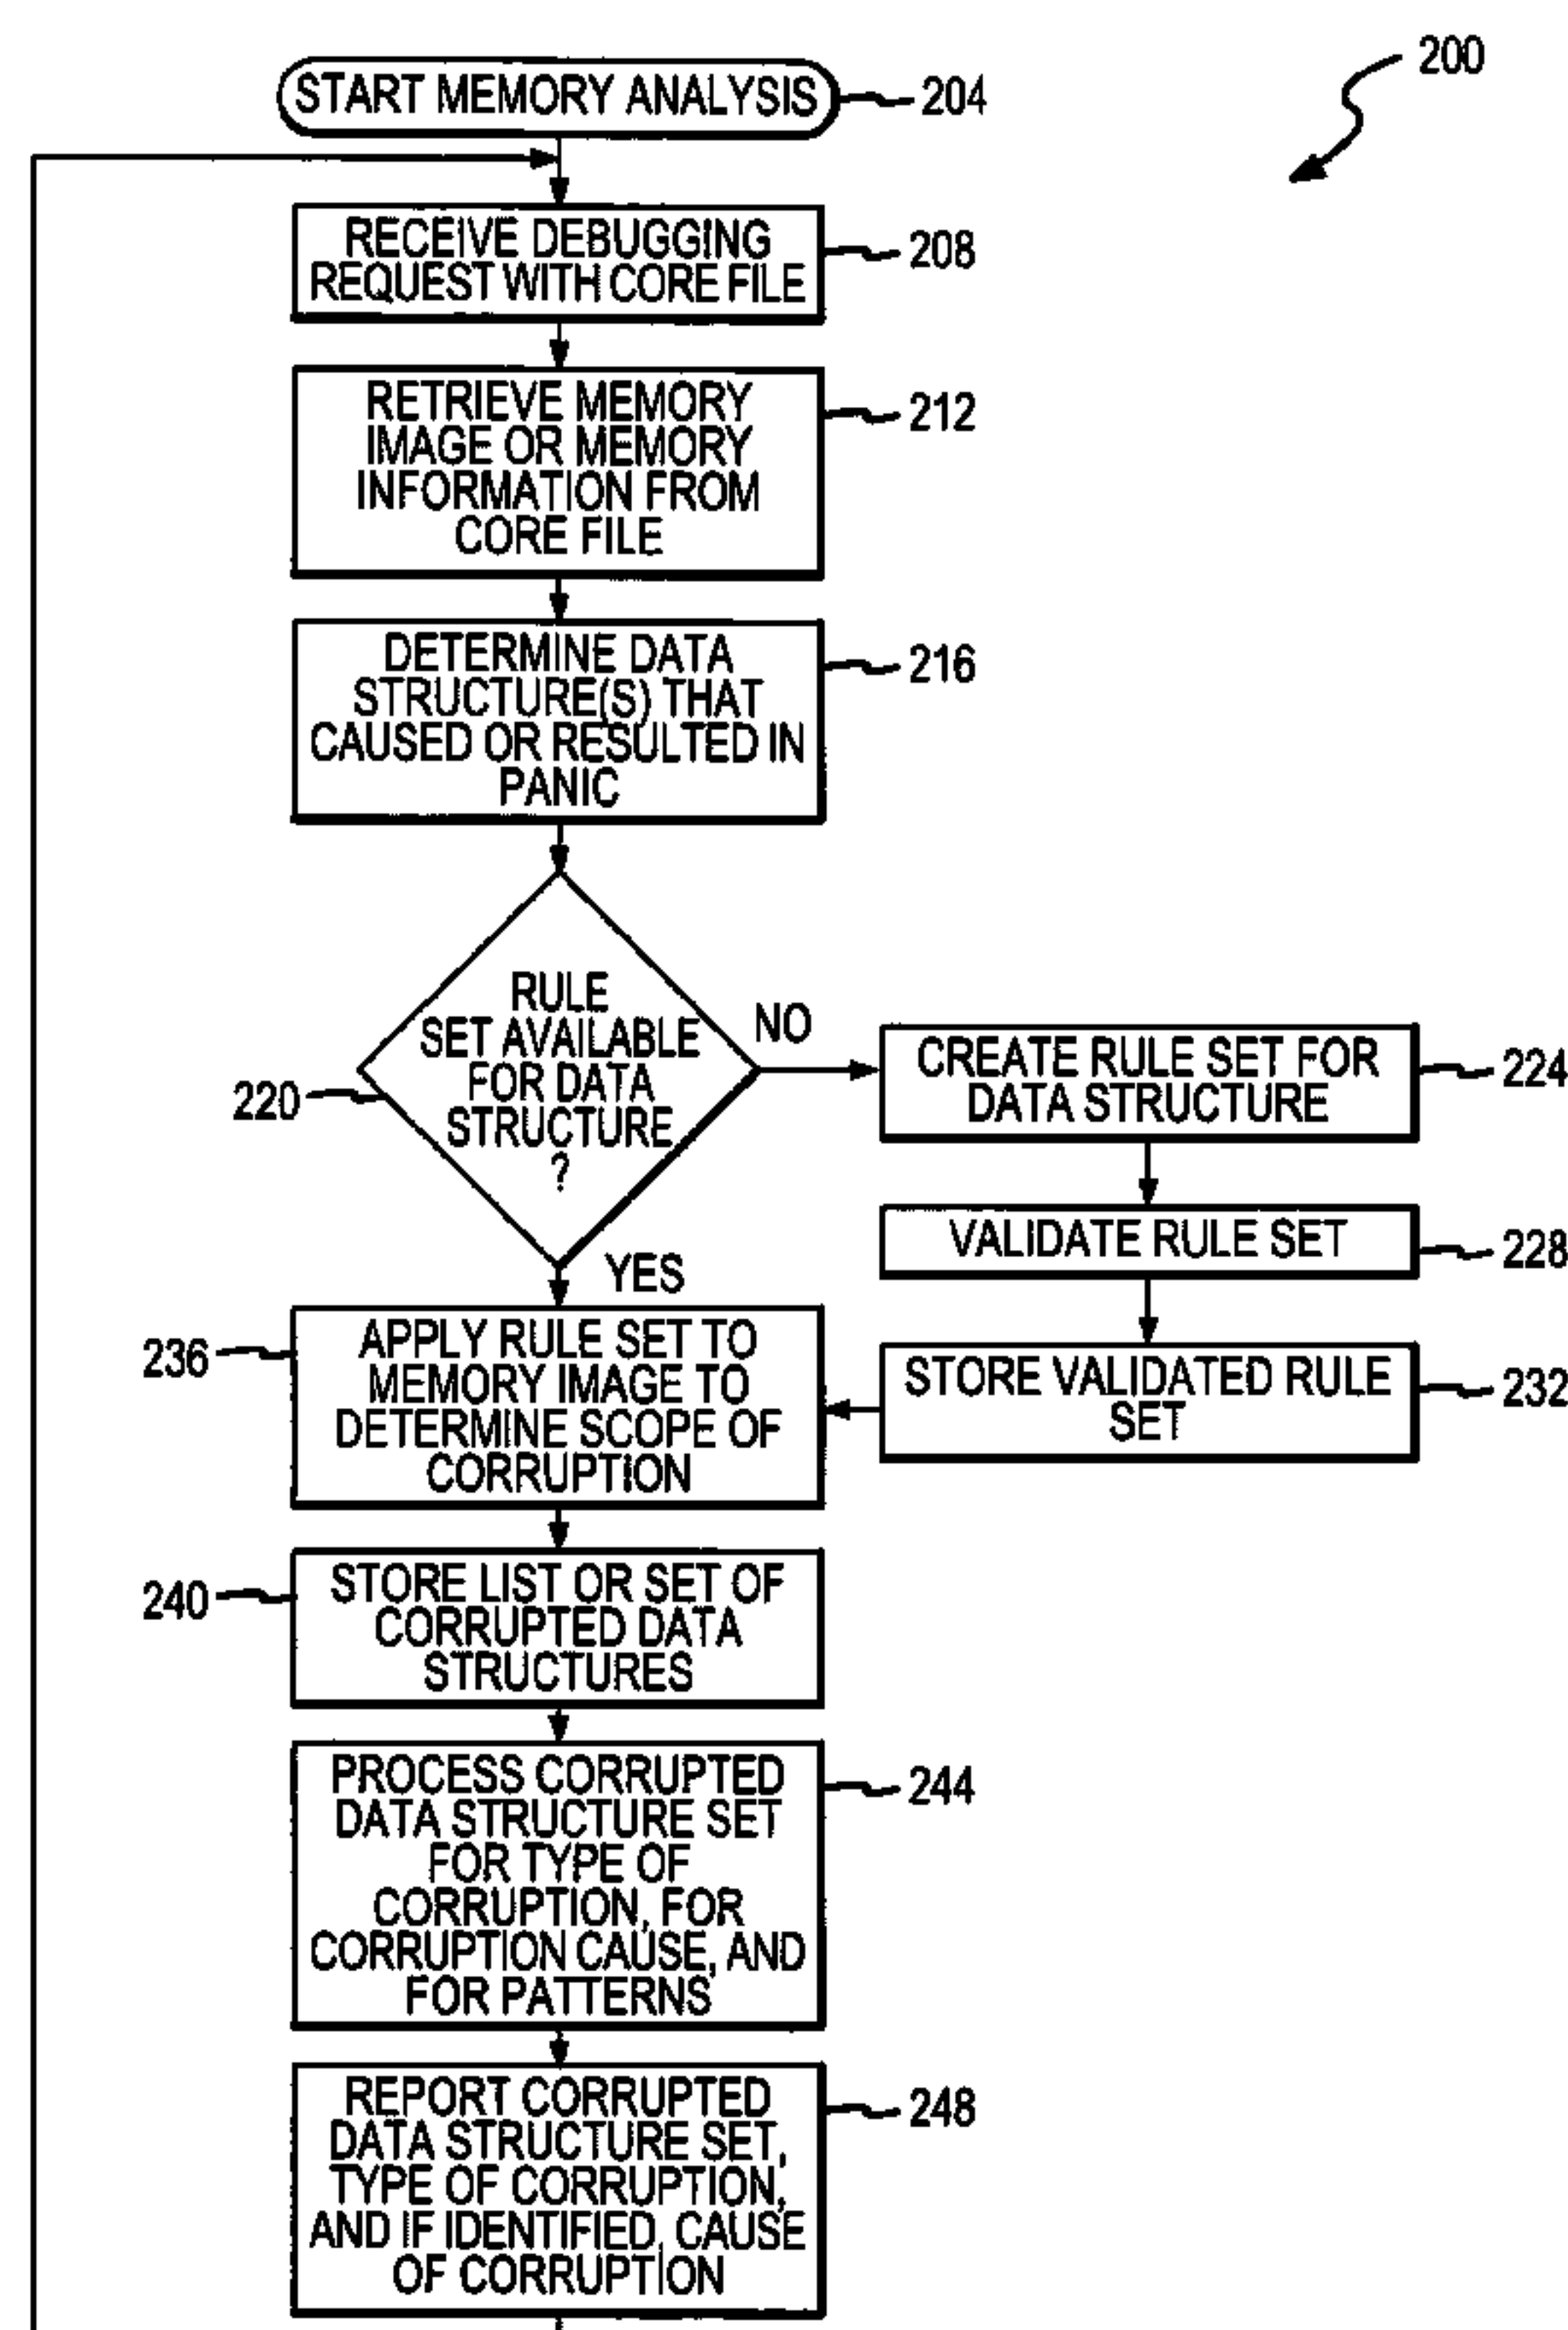 200
START MEMORY ANALYSIS
204
RECEIVE DEBUGGING
REQUEST WITH CORE FILE
208
RETRIEVE MEMORY
IMAGE OR MEMORY
INFORMATION FROM
CORE FILE
212
DETERMINE DATA
STRUCTURE(S) THAT
CAUSED OR RESULTED IN
PANIC
216
RULE
SET AVAILABLE
FOR DATA
STRUCTURE
?
220
NO
CREATE RULE SET FOR
DATA STRUCTURE
224
VALIDATE RULE SET
228
STORE VALIDATED RULE
SET
232
YES
236
APPLY RULE SET TO
MEMORY IMAGE TO
DETERMINE SCOPE OF
CORRUPTION
240
STORE LIST OR SET OF
CORRUPTED DATA
STRUCTURES
PROCESS CORRUPTED
DATA STRUCTURE SET
FOR TYPE OF
CORRUPTION, FOR
CORRUPTION CAUSE, AND
FOR PATTERNS
244
REPORT CORRUPTED
DATA STRUCTURE SET,
TYPE OF CORRUPTION,
AND IF IDENTIFIED, CAUSE
OF CORRUPTION
248